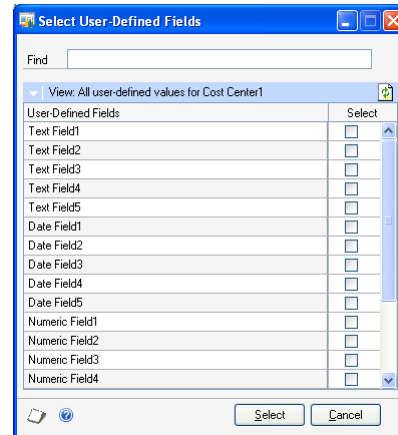 Select User-Defined Fields
Find
View: All user-defined values for Cost Center1
User-Defined Fields Select
Text Field1
Text Field2
Text Field3
Text Field4
Text Field5
Date Field1
Date Field2
Date Field3
Date Field4
Date Field5
Numeric Field1
Numeric Field2
Numeric Field3
Numeric Field4
Select Cancel